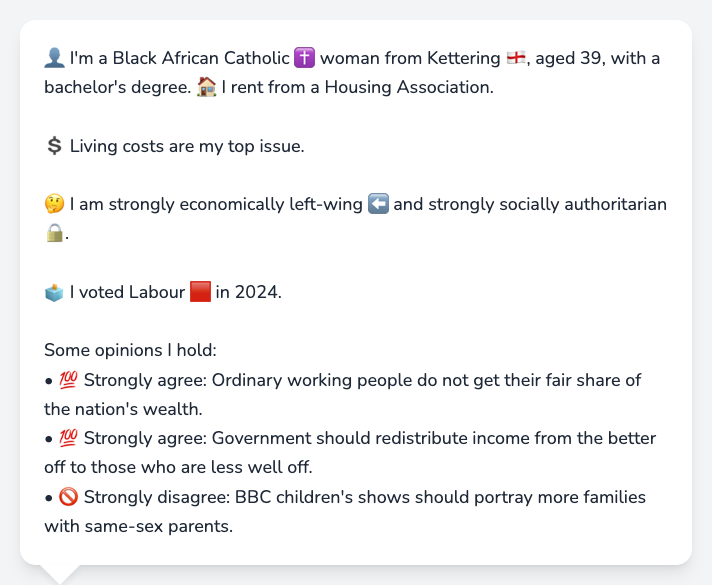 👤 I'm a Black African Catholic ✝️ woman from Kettering 🏴󠁧󠁢󠁥󠁮󠁧󠁿, aged 39, with a
bachelor's degree. 🏠 I rent from a Housing Association.
💲 Living costs are my top issue.
🤔 I am strongly economically left-wing ⬅️ and strongly socially authoritarian
🔒.
🗳️ I voted Labour 🟥 in 2024.
Some opinions I hold:
• 💯 Strongly agree: Ordinary working people do not get their fair share of
the nation's wealth.
• 💯 Strongly agree: Government should redistribute income from the better
off to those who are less well off.
• 🚫 Strongly disagree: BBC children's shows should portray more families
with same-sex parents.